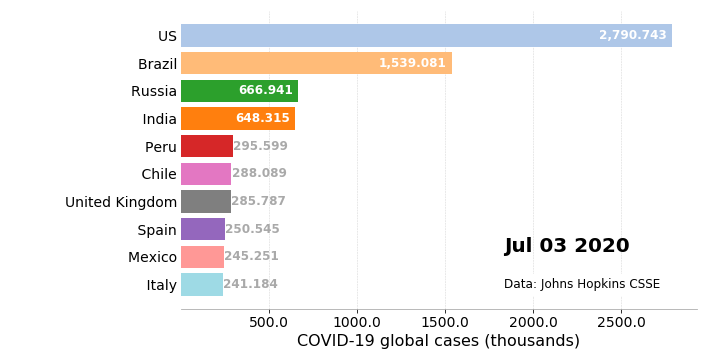 US 2,790.743
Brazil 1,539.081
Russia 666.941
India 648.315
Peru 295.599
Chile 288.089
United Kingdom 285.787
Spain 250.545
Mexico 245.251
Italy 241.184
Jul 03 2020
Data: Johns Hopkins CSSE
500.0 1000.0 1500.0 2000.0 2500.0
COVID-19 global cases (thousands)